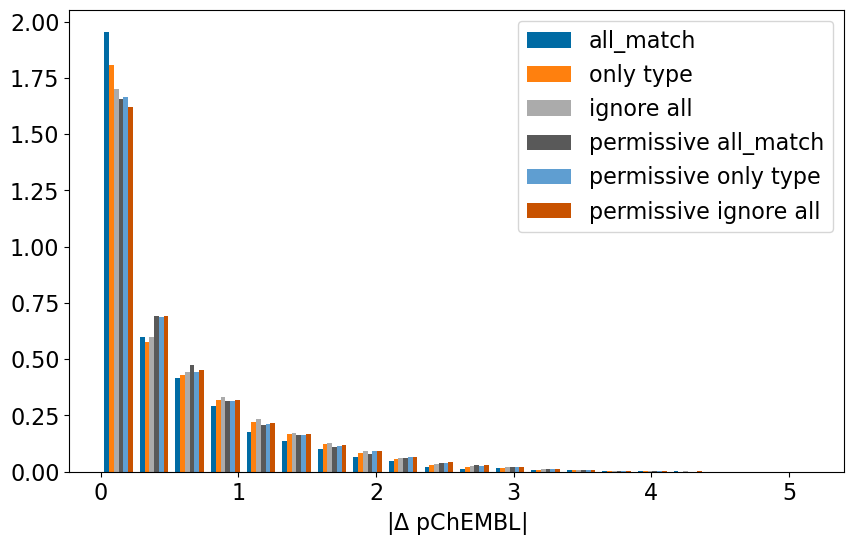 2.00
1.75
1.50
1.25
1.00
0.75
0.50
0.25
0.00
all_match
only type
ignore all
permissive all_match
permissive only type
permissive ignore all
0 1 2 3 4 5
|Δ pChEMBL|